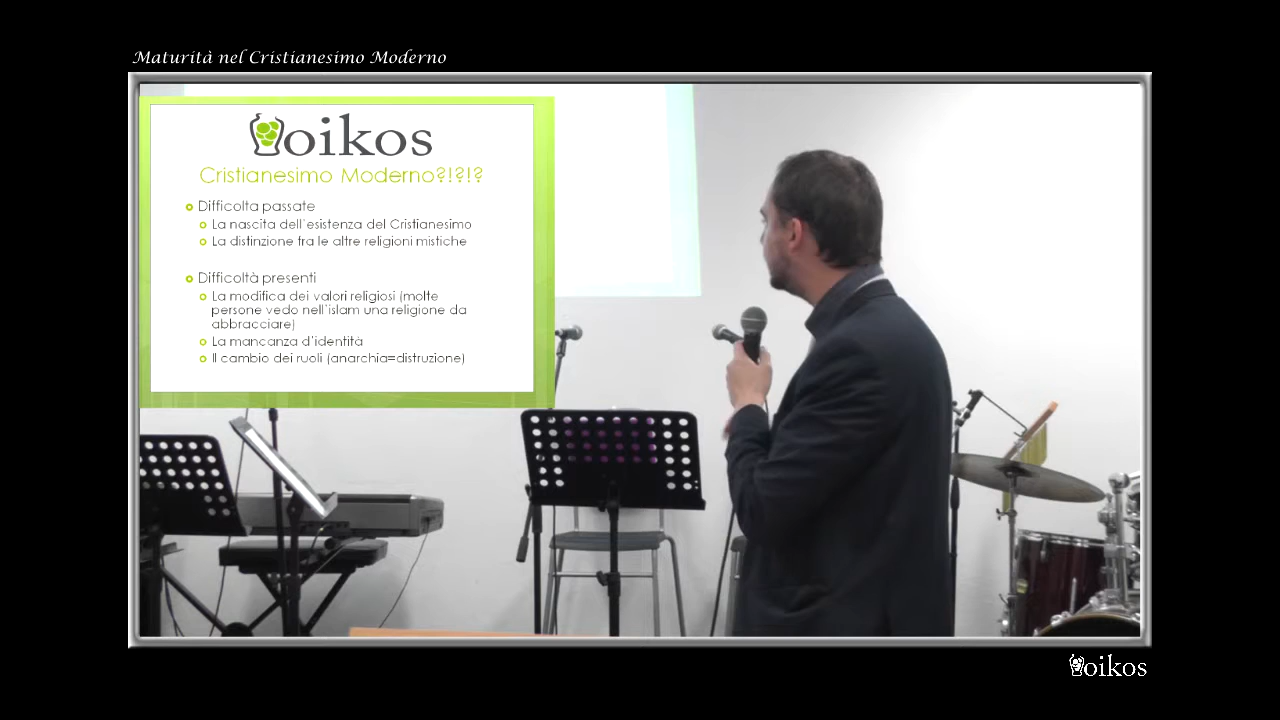 Maturità nel Cristianesimo Moderno
oikos
Cristianesimo Moderno?!?!?
Difficolta passate
La nascita dell'esistenza del Cristianesimo
La distinzione fra le altre religioni mistiche
Difficoltà presenti
La modifica dei valori religiosi (molte
persone vedo nell'islam una religione da
abbracciare)
La mancanza d'identità
Il cambio dei ruoli (anarchia=distruzione)
oikos